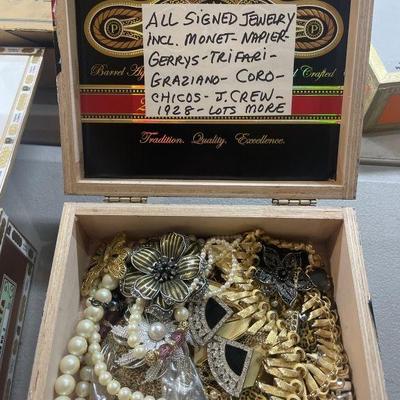 ALL SIGNED JEWELRY
INCL. MONET-NAPIER-
GERRYS-TRIFARI-
GRAZIANO-CORO-
CHICOS-J.CREW-
1928-LOTS MORE
Barrel
Crafted
Tradition. Quality. Excellence.